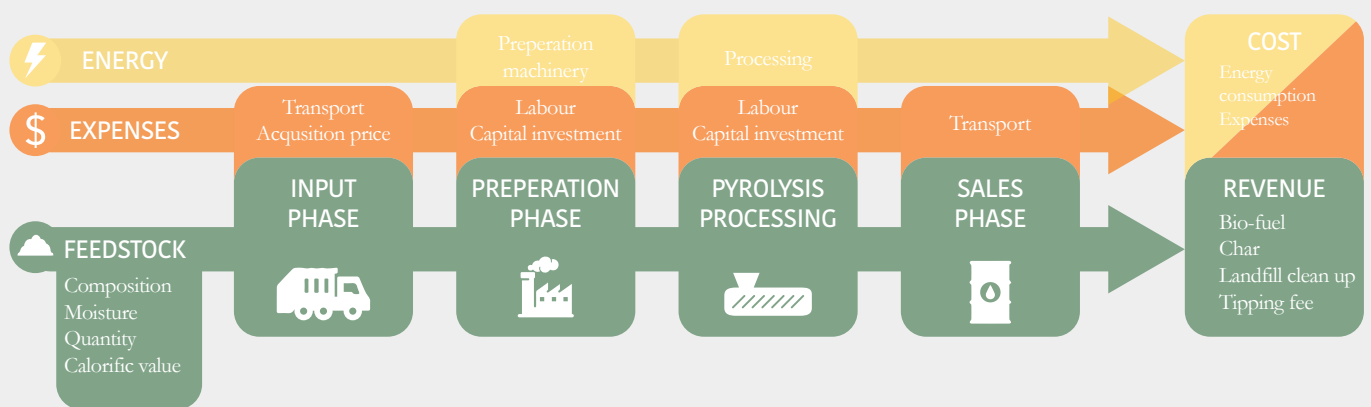 ENERGY
Preperation
machinery
Processing
COST
Energy
consumption
Expenses
$ EXPENSES
Transport
Acqusition price
Labour
Capital investment
Labour
Capital investment
Transport
FEEDSTOCK
Composition
Moisture
Quantity
Calorific value
INPUT
PHASE
PREPERATION
PHASE
PYROLYSIS
PROCESSING
SALES
PHASE
REVENUE
Bio-fuel
Char
Landfill clean up
Tipping fee